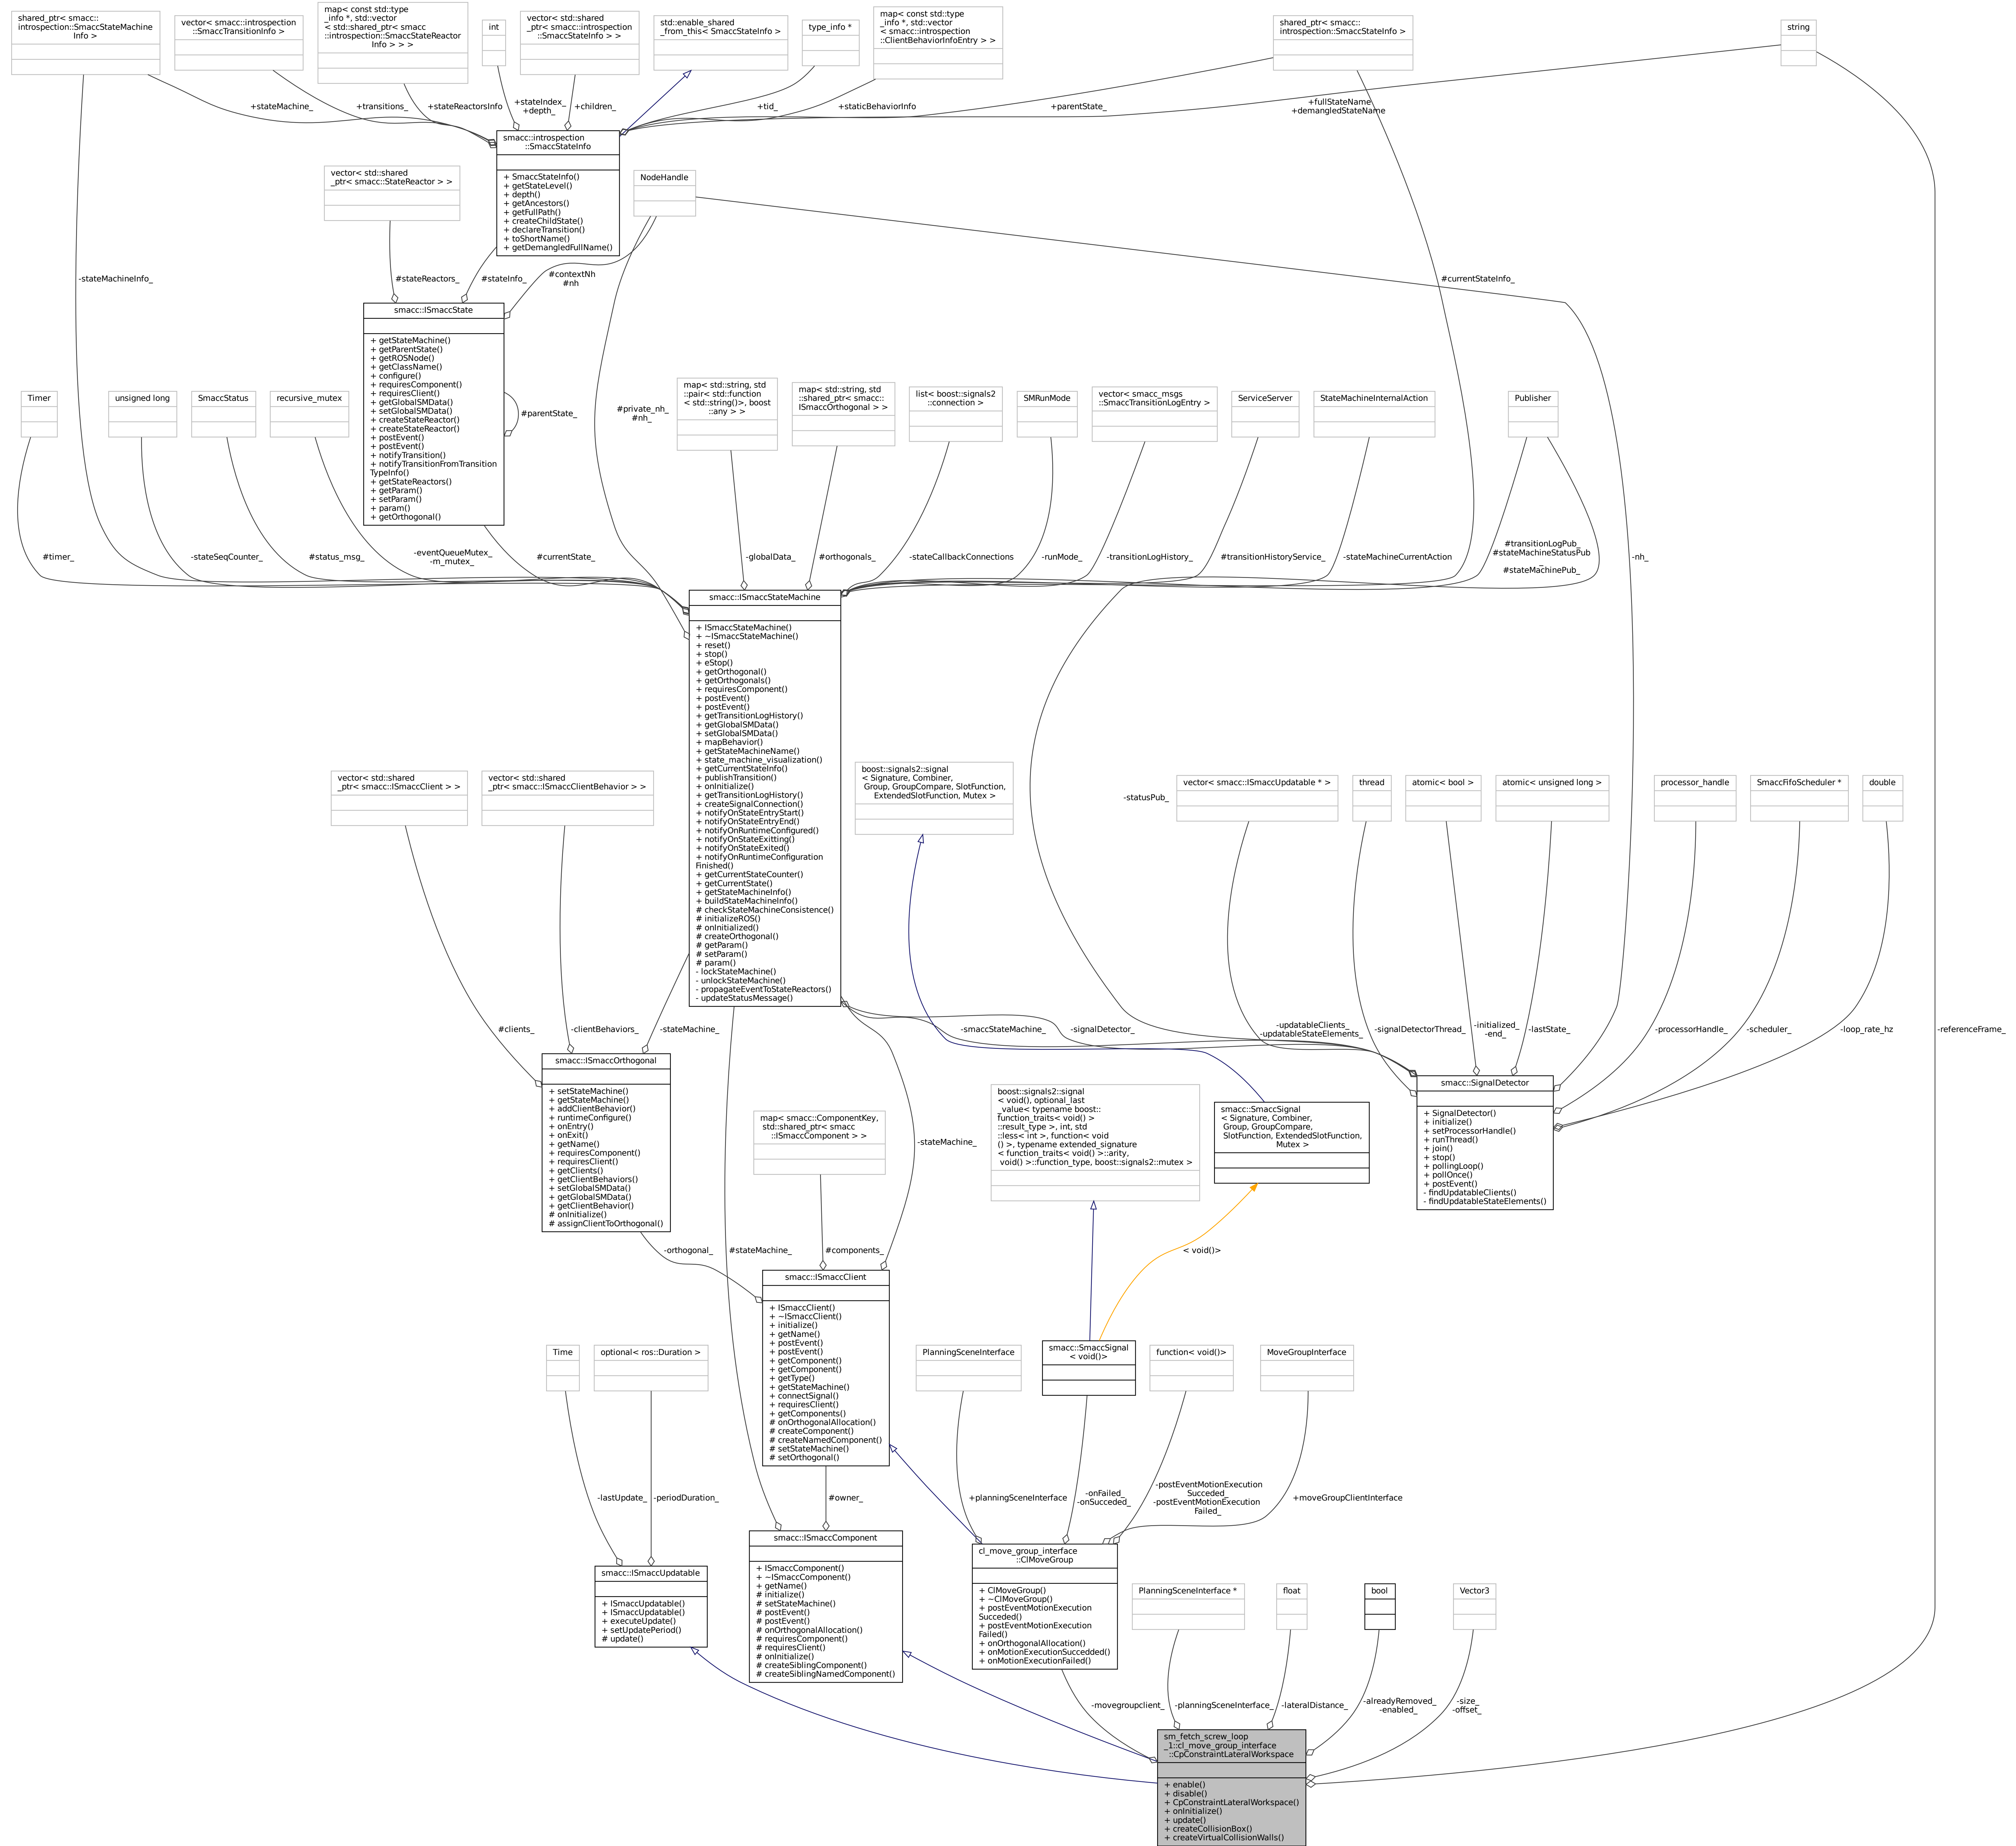 shared_ptr< smacc::
introspection::SmaccStateMachine
Info >
vector< smacc::introspection
::SmaccTransitionInfo >
map< const std::type
_info *, std::vector
< std::shared_ptr< smacc
::introspection::SmaccStateReactor
Info > > >
int
vector< std::shared
_ptr< smacc::introspection
::SmaccStateInfo > >
std::enable_shared
_from_this< SmaccStateInfo >
type_info *
map< const std::type
_info *, std::vector
< smacc::introspection
::ClientBehaviorInfoEntry > >
shared_ptr< smacc::
introspection::SmaccStateInfo >
string
+stateMachine_
+transitions_
+stateReactorsInfo
+stateIndex_
+depth_
+children_
+tid_
+staticBehaviorInfo
+parentState_
+fullStateName
+demangledStateName
smacc::introspection
::SmaccStateInfo
+ SmaccStateInfo()
+ getStateLevel()
+ depth()
+ getAncestors()
+ getFullPath()
+ createChildState()
+ declareTransition()
+ toShortName()
+ getDemangledFullName()
vector< std::shared
_ptr< smacc::StateReactor > >
NodeHandle
-stateMachineInfo_
#stateReactors_
#stateInfo_
#contextNh
#nh
#currentStateInfo_
smacc::ISmaccState
+ getStateMachine()
+ getParentState()
+ getROSNode()
+ getClassName()
+ configure()
+ requiresComponent()
+ requiresClient()
+ getGlobalSMData()
+ setGlobalSMData()
+ createStateReactor()
+ createStateReactor()
+ postEvent()
+ postEvent()
+ notifyTransition()
+ notifyTransitionFromTransition
TypeInfo()
+ getStateReactors()
+ getParam()
+ setParam()
+ param()
+ getOrthogonal()
#parentState_
#private_nh_
#nh_
Timer
unsigned long
SmaccStatus
recursive_mutex
map< std::string, std
::pair< std::function
< std::string()>, boost
::any > >
map< std::string, std
::shared_ptr< smacc::
ISmaccOrthogonal > >
list< boost::signals2
::connection >
SMRunMode
vector< smacc_msgs
::SmaccTransitionLogEntry >
ServiceServer
StateMachineInternalAction
Publisher
#timer_
-stateSeqCounter_
#status_msg_
-eventQueueMutex_
-m_mutex_
#currentState_
-globalData_
#orthogonals_
-stateCallbackConnections
-runMode_
-transitionLogHistory_
#transitionHistoryService_
-stateMachineCurrentAction
#transitionLogPub_
#stateMachineStatusPub
_
#stateMachinePub_
-nh_
smacc::ISmaccStateMachine
+ ISmaccStateMachine()
+ ~ISmaccStateMachine()
+ reset()
+ stop()
+ eStop()
+ getOrthogonal()
+ getOrthogonals()
+ requiresComponent()
+ postEvent()
+ postEvent()
+ getTransitionLogHistory()
+ getGlobalSMData()
+ setGlobalSMData()
+ mapBehavior()
+ getStateMachineName()
+ state_machine_visualization()
+ getCurrentStateInfo()
+ publishTransition()
+ onInitialize()
+ getTransitionLogHistory()
+ createSignalConnection()
+ notifyOnStateEntryStart()
+ notifyOnStateEntryEnd()
+ notifyOnRuntimeConfigured()
+ notifyOnStateExitting()
+ notifyOnStateExited()
+ notifyOnRuntimeConfiguration
Finished()
+ getCurrentStateCounter()
+ getCurrentState()
+ getStateMachineInfo()
+ buildStateMachineInfo()
# checkStateMachineConsistence()
# initializeROS()
# onInitialized()
# createOrthogonal()
# getParam()
# setParam()
# param()
- lockStateMachine()
- unlockStateMachine()
- propagateEventToStateReactors()
- updateStatusMessage()
vector< std::shared
_ptr< smacc::ISmaccClient > >
vector< std::shared
_ptr< smacc::ISmaccClientBehavior > >
boost::signals2::signal
< Signature, Combiner,
Group, GroupCompare, SlotFunction,
ExtendedSlotFunction, Mutex >
-statusPub_
vector< smacc::ISmaccUpdatable * >
thread
atomic< bool >
atomic< unsigned long >
processor_handle
SmaccFifoScheduler *
double
#clients_
-clientBehaviors_
-stateMachine_
-smaccStateMachine_
-signalDetector_
-updatableClients_
-updatableStateElements_
-signalDetectorThread_
-initialized_
-end_
-lastState_
-processorHandle_
-scheduler_
-loop_rate_hz
-referenceFrame_
smacc::ISmaccOrthogonal
+ setStateMachine()
+ getStateMachine()
+ addClientBehavior()
+ runtimeConfigure()
+ onEntry()
+ onExit()
+ getName()
+ requiresComponent()
+ requiresClient()
+ getClients()
+ getClientBehaviors()
+ setGlobalSMData()
+ getGlobalSMData()
+ getClientBehavior()
# onInitialize()
# assignClientToOrthogonal()
smacc::SignalDetector
+ SignalDetector()
+ initialize()
+ setProcessorHandle()
+ runThread()
+ join()
+ stop()
+ pollingLoop()
+ pollOnce()
+ postEvent()
- findUpdatableClients()
- findUpdatableStateElements()
map< smacc::ComponentKey,
std::shared_ptr< smacc
::ISmaccComponent > >
-stateMachine_
boost::signals2::signal
< void(), optional_last
_value< typename boost::
function_traits< void() >
::result_type >, int, std
::less< int >, function< void
() >, typename extended_signature
< function_traits< void() >::arity,
void() >::function_type, boost::signals2::mutex >
smacc::SmaccSignal
< Signature, Combiner,
Group, GroupCompare,
SlotFunction, ExtendedSlotFunction,
Mutex >
-orthogonal_
#stateMachine_
#components_
< void()>
smacc::ISmaccClient
+ ISmaccClient()
+ ~ISmaccClient()
+ initialize()
+ getName()
+ postEvent()
+ postEvent()
+ getComponent()
+ getComponent()
+ getType()
+ getStateMachine()
+ connectSignal()
+ requiresClient()
+ getComponents()
# onOrthogonalAllocation()
# createComponent()
# createNamedComponent()
# setStateMachine()
# setOrthogonal()
Time
optional< ros::Duration >
PlanningSceneInterface
smacc::SmaccSignal
< void()>
function< void()>
MoveGroupInterface
-lastUpdate_
-periodDuration_
#owner_
+planningSceneInterface
-onFailed_
-onSucceded_
-postEventMotionExecution
Succeded_
-postEventMotionExecution
Failed_
+moveGroupClientInterface
smacc::ISmaccUpdatable
+ ISmaccUpdatable()
+ ISmaccUpdatable()
+ executeUpdate()
+ setUpdatePeriod()
# update()
smacc::ISmaccComponent
+ ISmaccComponent()
+ ~ISmaccComponent()
+ getName()
# initialize()
# setStateMachine()
# postEvent()
# postEvent()
# onOrthogonalAllocation()
# requiresComponent()
# requiresClient()
# onInitialize()
# createSiblingComponent()
# createSiblingNamedComponent()
cl_move_group_interface
::ClMoveGroup
+ ClMoveGroup()
+ ~ClMoveGroup()
+ postEventMotionExecution
Succeded()
+ postEventMotionExecution
Failed()
+ onOrthogonalAllocation()
+ onMotionExecutionSuccedded()
+ onMotionExecutionFailed()
PlanningSceneInterface *
float
bool
Vector3
-movegroupclient_
-planningSceneInterface_
-lateralDistance_
-alreadyRemoved_
-enabled_
-size_
-offset_
sm_fetch_screw_loop
_1::cl_move_group_interface
::CpConstraintLateralWorkspace
+ enable()
+ disable()
+ CpConstraintLateralWorkspace()
+ onInitialize()
+ update()
+ createCollisionBox()
+ createVirtualCollisionWalls()